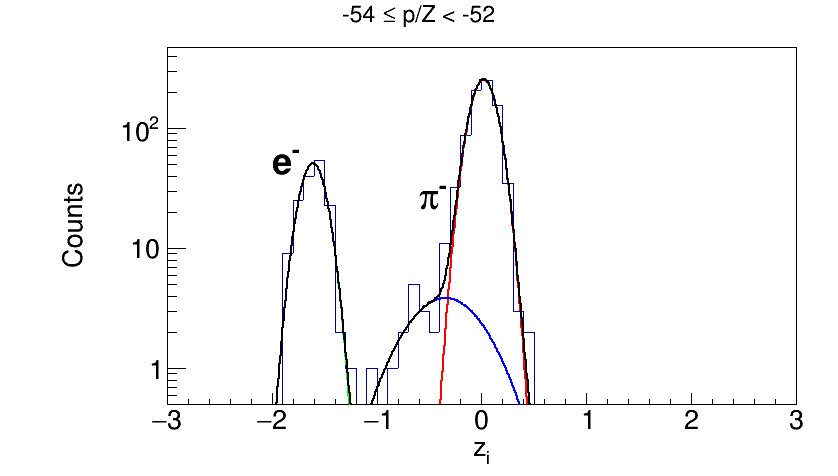 -54 ≤ p/Z < -52
Counts
10²
10
1
e⁻
π⁻
−3 −2 −1 0 1 2 3
zᵢ